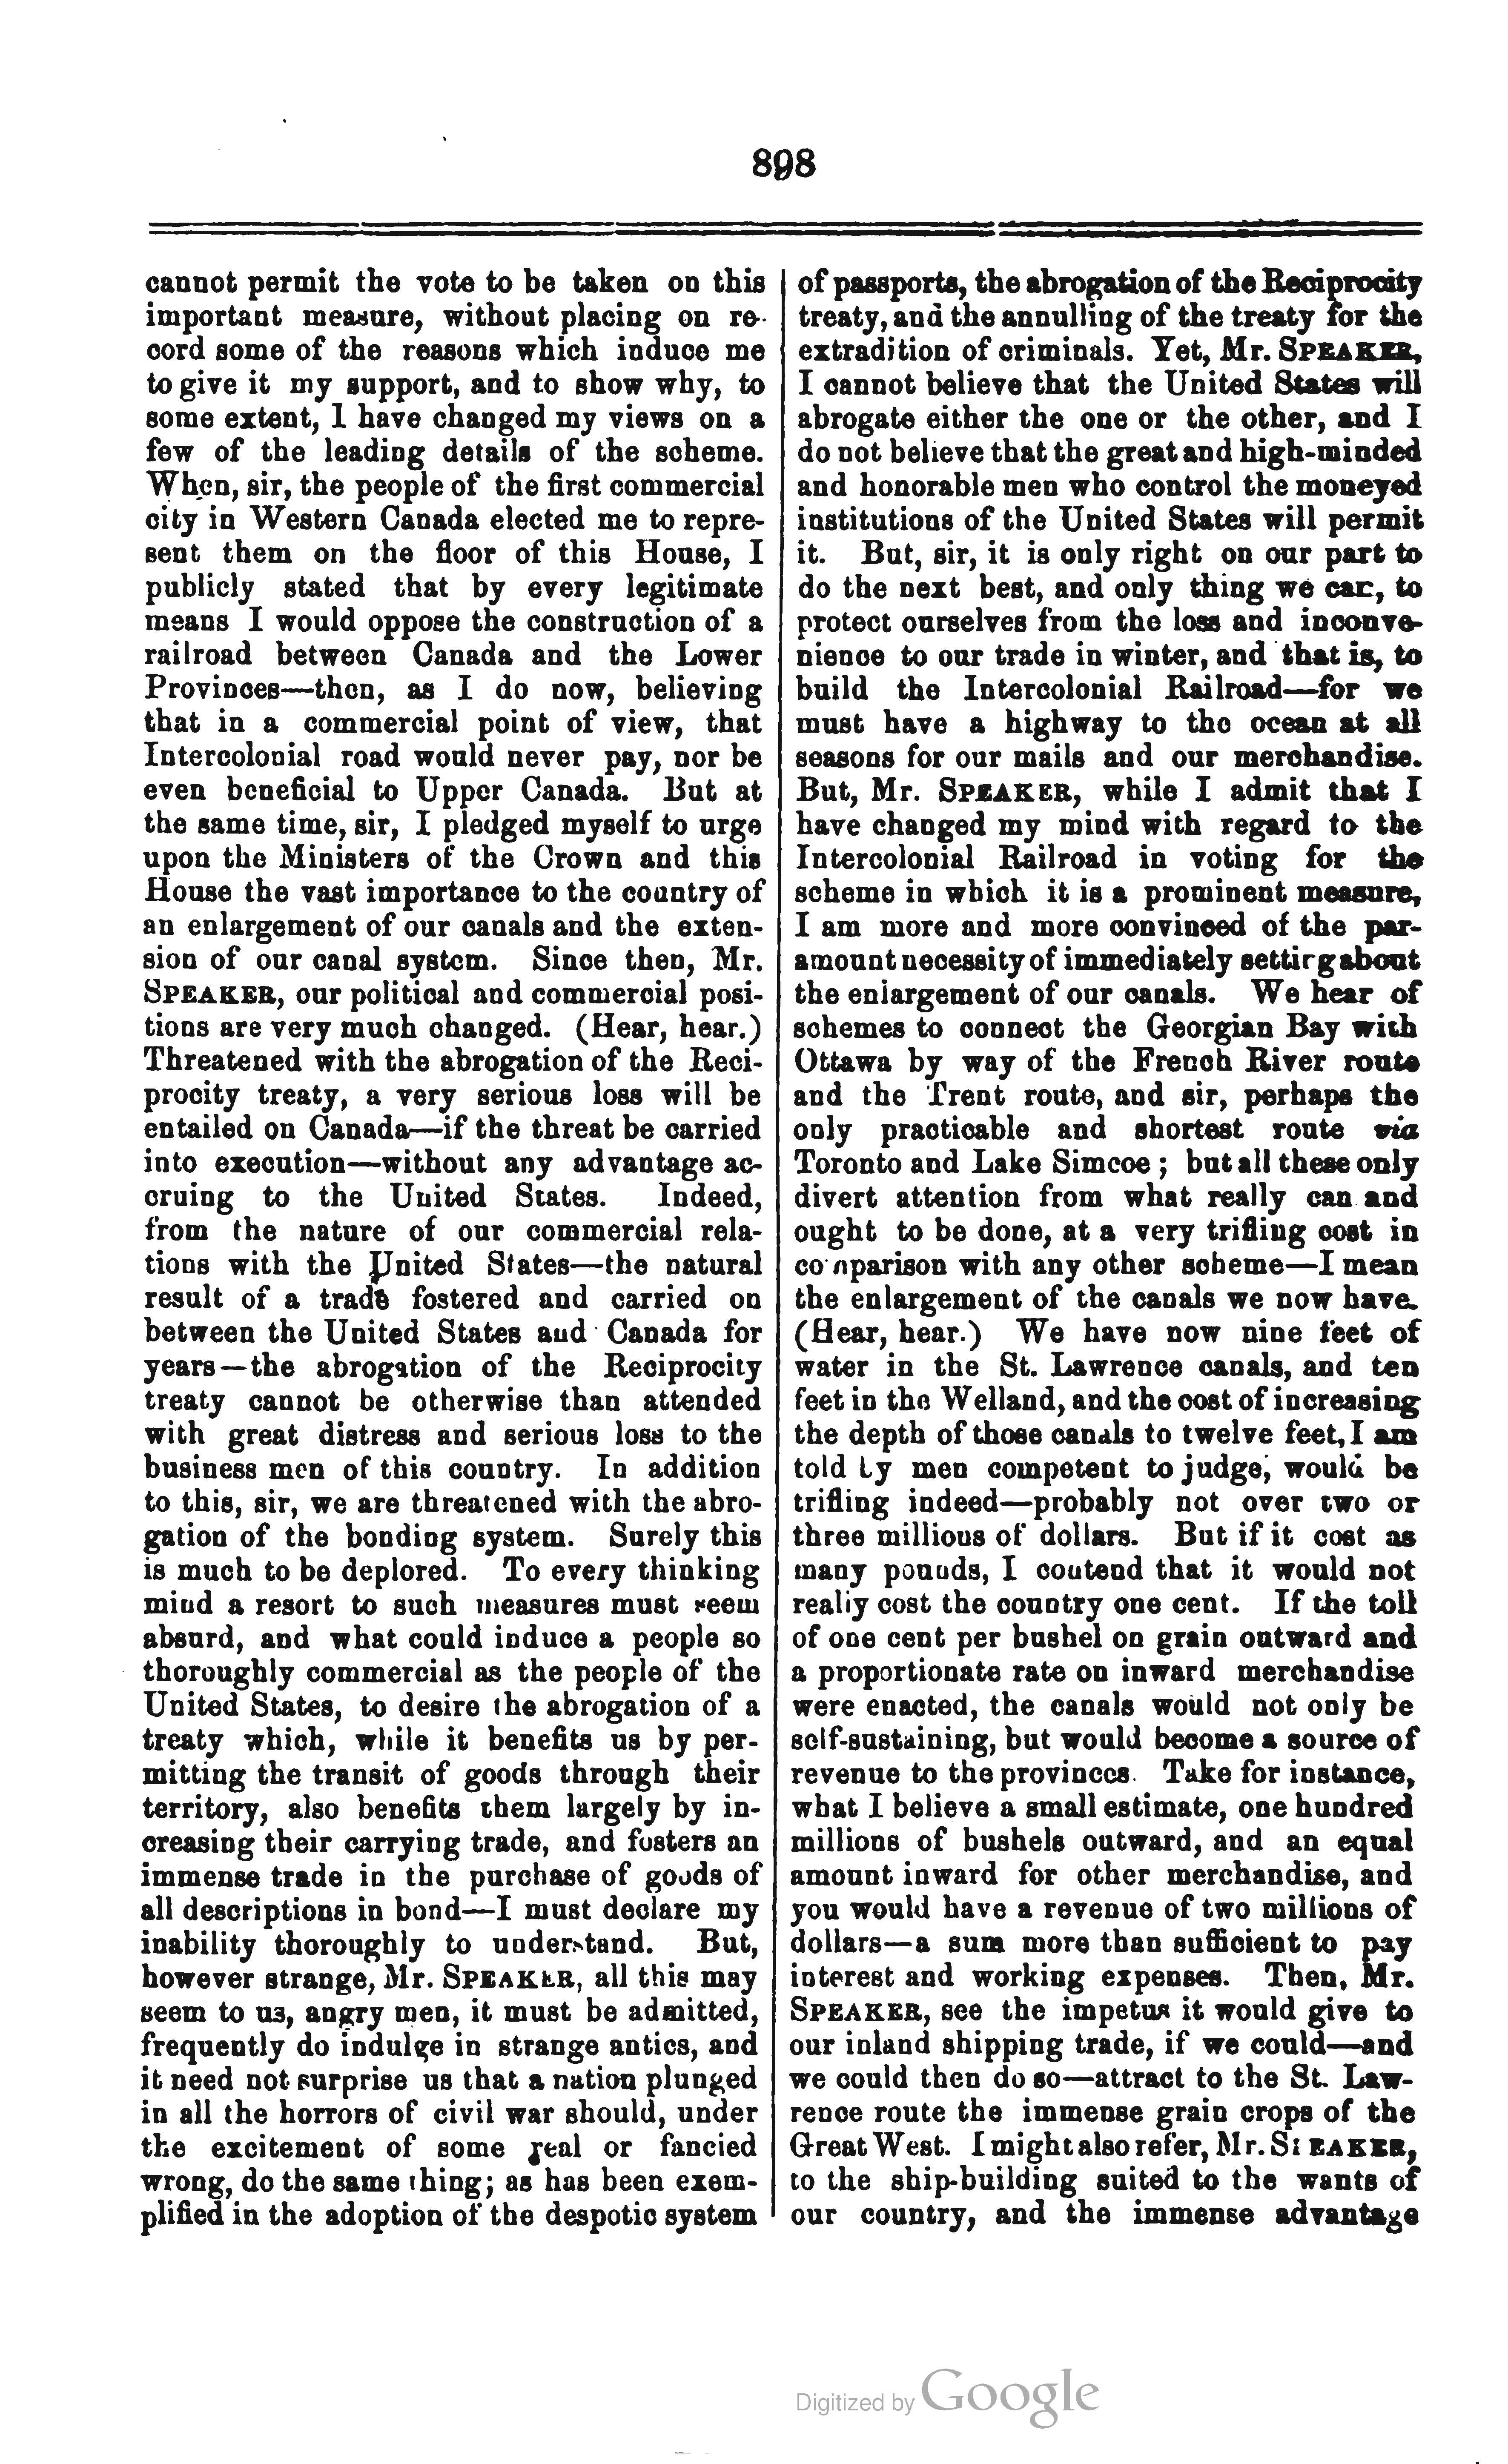 898
cannot permit the vote to be taken on this
important measure, without placing on re-
cord some of the reasons which induce me
to give it my support, and to show why, to
some extent, I have changed my views on a
few of the leading details of the scheme.
When, sir, the people of the first commercial
city in Western Canada elected me to repre-
sent them on the floor of this House, I
publicly stated that by every legitimate
means I would oppose the construction of a
railroad between Canada and the Lower
Provinces—then, as I do now, believing
that in a commercial point of view, that
Intercolonial road would never pay, nor be
even beneficial to Upper Canada. But at
the same time, sir, I pledged myself to urge
upon the Ministers of the Crown and this
House the vast importance to the country of
an enlargement of our canals and the exten-
sion of our canal system. Since then, Mr.
SPEAKER, our political and commercial posi-
tions are very much changed. (Hear, hear.)
Threatened with the abrogation of the Reci-
procity treaty, a very serious loss will be
entailed on Canada—if the threat be carried
into execution—without any advantage ac-
cruing to the United States. Indeed,
from the nature of our commercial rela-
tions with the United States—the natural
result of a trade fostered and carried on
between the United States and Canada for
years—the abrogation of the Reciprocity
treaty cannot be otherwise than attended
with great distress and serious loss to the
business men of this country. In addition
to this, sir, we are threatened with the abro-
gation of the bonding system. Surely this
is much to be deplored. To every thinking
mind a resort to such measures must seem
absurd, and what could induce a people so
thoroughly commercial as the people of the
United States, to desire the abrogation of a
treaty which, while it benefits us by per-
mitting the transit of goods through their
territory, also benefits them largely by in-
creasing their carrying trade, and fosters an
immense trade in the purchase of goods of
all descriptions in bond—I must declare my
inability thoroughly to understand. But,
however strange, Mr. SPEAKER, all this may
seem to us, angry men, it must be admitted,
frequently do indulge in strange antics, and
it need not surprise us that a nation plunged
in all the horrors of civil war should, under
the excitement of some real or fancied
wrong, do the same thing; as has been exem-
plified in the adoption of the despotic system
of passports, the abrogation of the Reciprocity
treaty, and the annulling of the treaty for the
extradition of criminals. Yet, Mr. SPEAKER,
I cannot believe that the United States will
abrogate either the one or the other, and I
do not believe that the great and high-minded
and honorable men who control the moneyed
institutions of the United States will permit
it. But, sir, it is only right on our part to
do the next best, and only thing we can, to
protect ourselves from the loss and inconve-
nience to our trade in winter, and that is, to
build the Intercolonial Railroad—for we
must have a highway to the ocean at all
seasons for our mails and our merchandise.
But, Mr. SPEAKER, while I admit that I
have changed my mind with regard to the
Intercolonial Railroad in voting for the
scheme in which it is a prominent measure,
I am more and more convinced of the par-
amount necessity of immediately setting about
the enlargement of our canals. We hear of
schemes to connect the Georgian Bay with
Ottawa by way of the French River route
and the Trent route, and sir, perhaps the
only practicable and shortest route via
Toronto and Lake Simcoe; but all these only
divert attention from what really can and
ought to be done, at a very trifling cost in
comparison with any other scheme—I mean
the enlargement of the canals we now have.
(Hear, hear.) We have now nine feet of
water in the St. Lawrence canals, and ten
feet in the Welland, and the cost of increasing
the depth of those canals to twelve feet, I am
told by men competent to judge, would be
trifling indeed—probably not over two or
three millions of dollars. But if it cost as
many pounds, I contend that it would not
really cost the country one cent. If the toll
of one cent per bushel on grain outward and
a proportionate rate on inward merchandise
were enacted, the canals would not only be
self-sustaining, but would become a source of
revenue to the provinces. Take for instance,
what I believe a small estimate, one hundred
millions of bushels outward, and an equal
amount inward for other merchandise, and
you would have a revenue of two millions of
dollars—a sum more than sufficient to pay
interest and working expenses. Then, Mr.
SPEAKER, see the impetus it would give to
our inland shipping trade, if we could—and
we could then do so—attract to the St. Law-
rence route the immense grain crops of the
Great West. I might also refer, Mr. SPEAKER,
to the ship-building suited to the wants of
our country, and the immense advantage
Digitized by Google